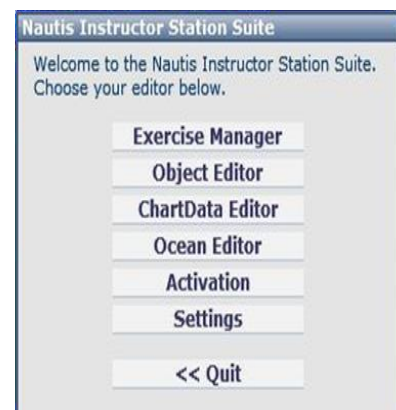 Nautis Instructor Station Suite
Welcome to the Nautis Instructor Station Suite.
Choose your editor below.
Exercise Manager
Object Editor
ChartData Editor
Ocean Editor
Activation
Settings
<< Quit